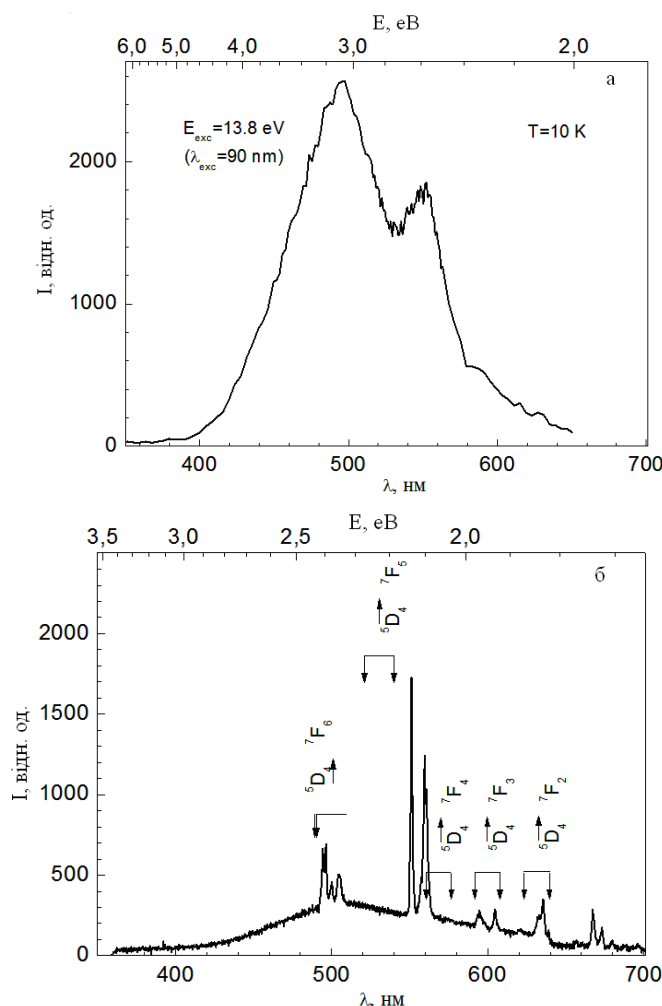 E, еВ
6,0 5,0 4,0 3,0 2,0
а
E_exc=13.8 eV
(λ_exc=90 nm)
T=10 K
I, відн. од.
2000
1000
0
400 500 600 700
λ, нм
E, еВ
3,5 3,0 2,0
б
⁷F₅
⁵D₄
⁷F₆
⁵D₄
⁷F₄
⁵D₄
⁷F₃
⁵D₄
⁷F₂
⁵D₄
I, відн. од.
2000
1500
1000
500
0
400 500 600 700
λ, нм